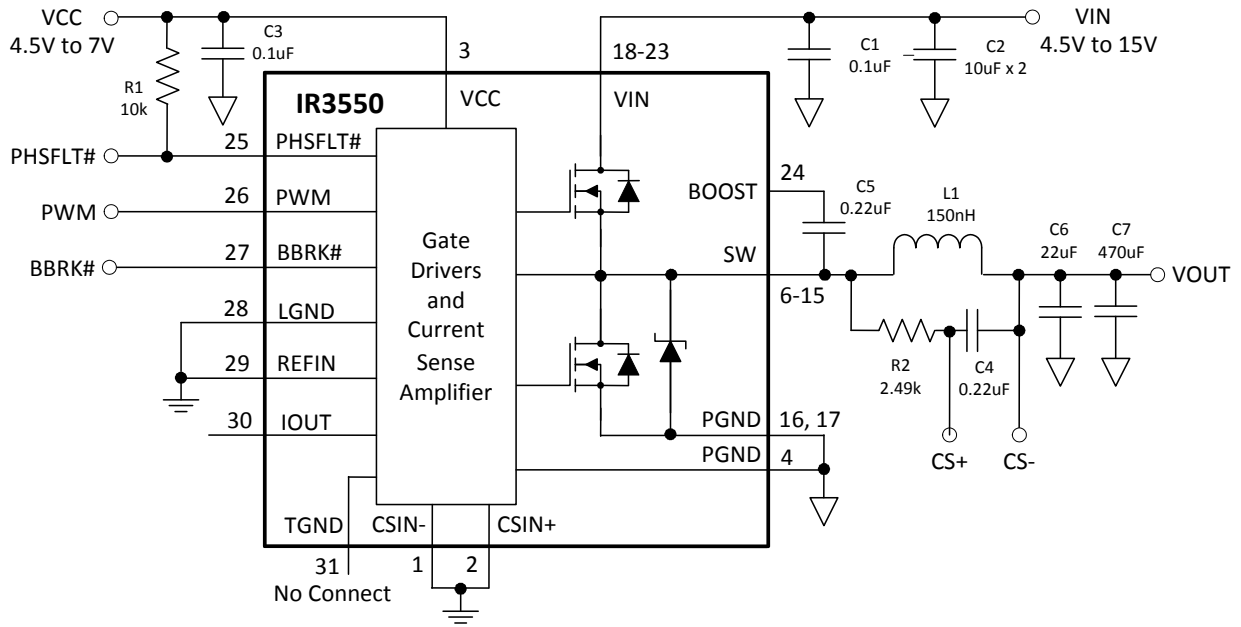 VCC
4.5V to 7V
C3
0.1uF
R1
10k
3
18-23
C1
0.1uF
C2
10uF x 2
VIN
4.5V to 15V
IR3550
VCC
VIN
PHSFLT#
25
PHSFLT#
PWM
26
PWM
BBRK#
27
BBRK#
28
LGND
29
REFIN
30
IOUT
Gate
Drivers
and
Current
Sense
Amplifier
BOOST
24
C5
0.22uF
SW
6-15
L1
150nH
C6
22uF
C7
470uF
VOUT
R2
2.49k
C4
0.22uF
CS+
CS-
PGND
16, 17
PGND
4
TGND
CSIN-
CSIN+
31
1
2
No Connect